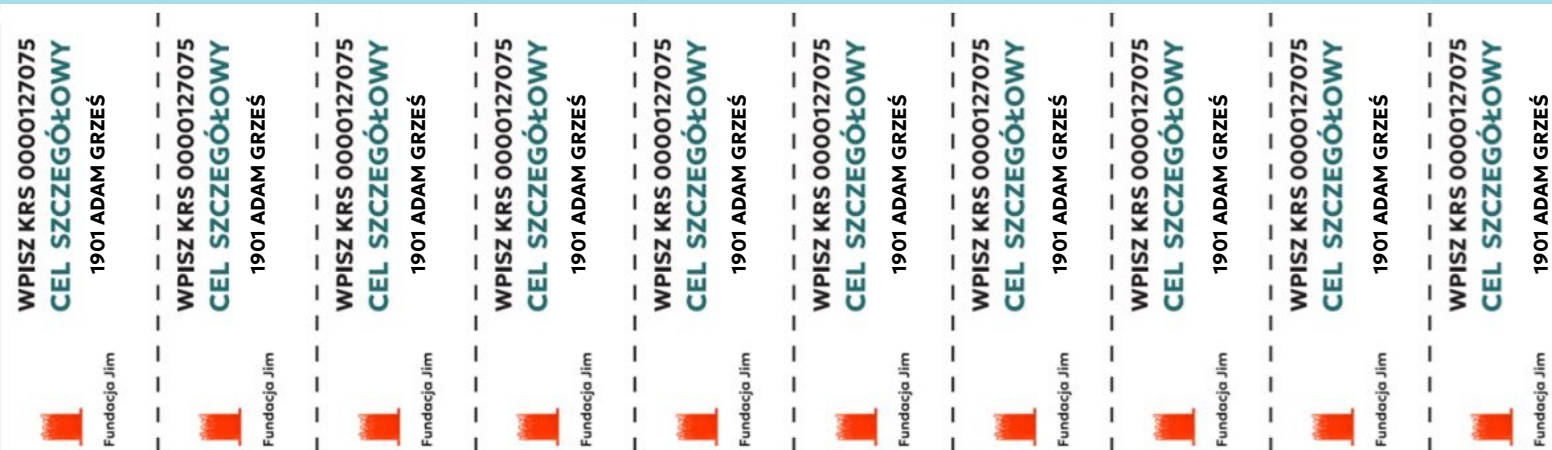 WPISZ KRS 0000127075
CEL SZCZEGÓŁOWY
1901 ADAM GRZEŚ
Fundacja Jim
WPISZ KRS 0000127075
CEL SZCZEGÓŁOWY
1901 ADAM GRZEŚ
Fundacja Jim
WPISZ KRS 0000127075
CEL SZCZEGÓŁOWY
1901 ADAM GRZEŚ
Fundacja Jim
WPISZ KRS 0000127075
CEL SZCZEGÓŁOWY
1901 ADAM GRZEŚ
Fundacja Jim
WPISZ KRS 0000127075
CEL SZCZEGÓŁOWY
1901 ADAM GRZEŚ
Fundacja Jim
WPISZ KRS 0000127075
CEL SZCZEGÓŁOWY
1901 ADAM GRZEŚ
Fundacja Jim
WPISZ KRS 0000127075
CEL SZCZEGÓŁOWY
1901 ADAM GRZEŚ
Fundacja Jim
WPISZ KRS 0000127075
CEL SZCZEGÓŁOWY
1901 ADAM GRZEŚ
Fundacja Jim
WPISZ KRS 0000127075
CEL SZCZEGÓŁOWY
1901 ADAM GRZEŚ
Fundacja Jim
WPISZ KRS 0000127075
CEL SZCZEGÓŁOWY
1901 ADAM GRZEŚ
Fundacja Jim